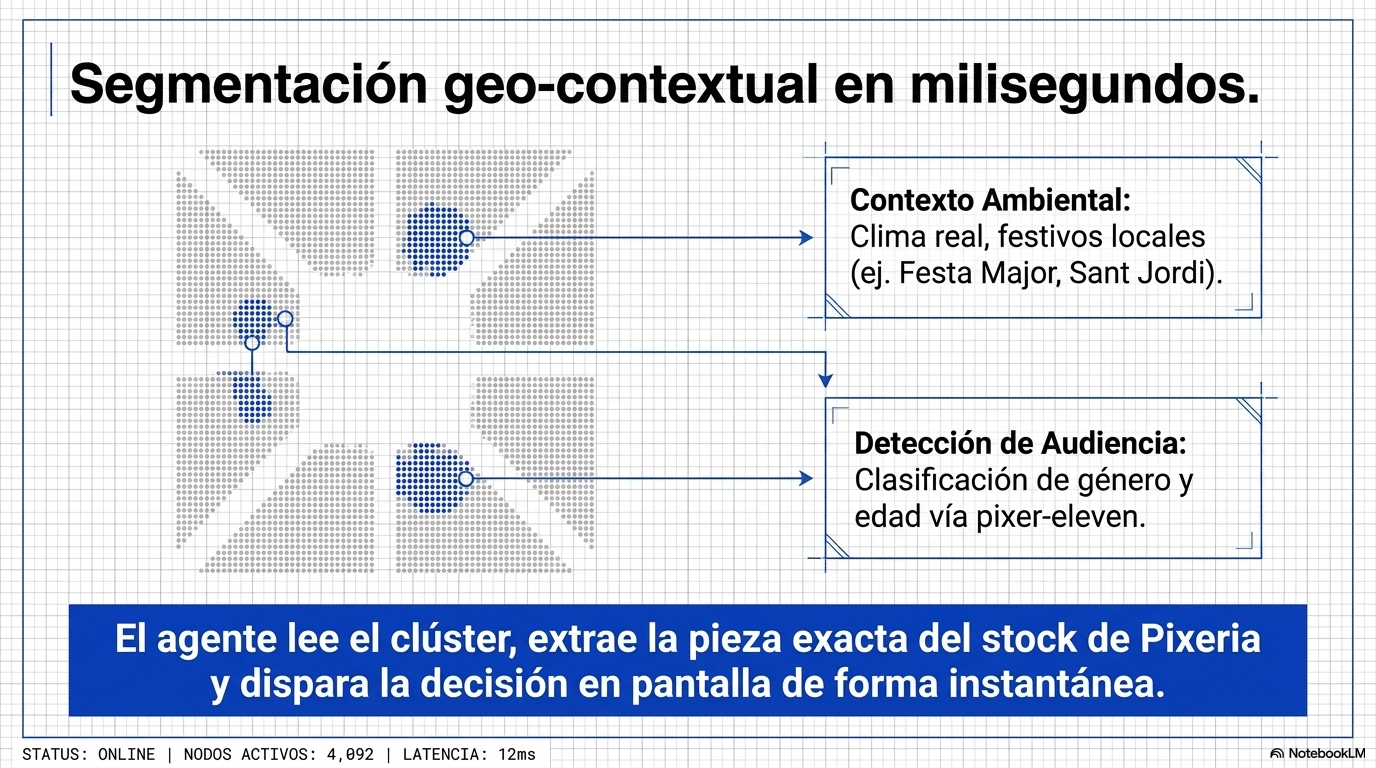 Segmentación geo-contextual en milisegundos.
Contexto Ambiental:
Clima real, festivos locales
(ej. Festa Major, Sant Jordi).
Detección de Audiencia:
Clasificación de género y
edad vía pixer-eleven.
El agente lee el clúster, extrae la pieza exacta del stock de Pixeria
y dispara la decisión en pantalla de forma instantánea.
STATUS: ONLINE | NODOS ACTIVOS: 4,092 | LATENCIA: 12ms
NotebookLM